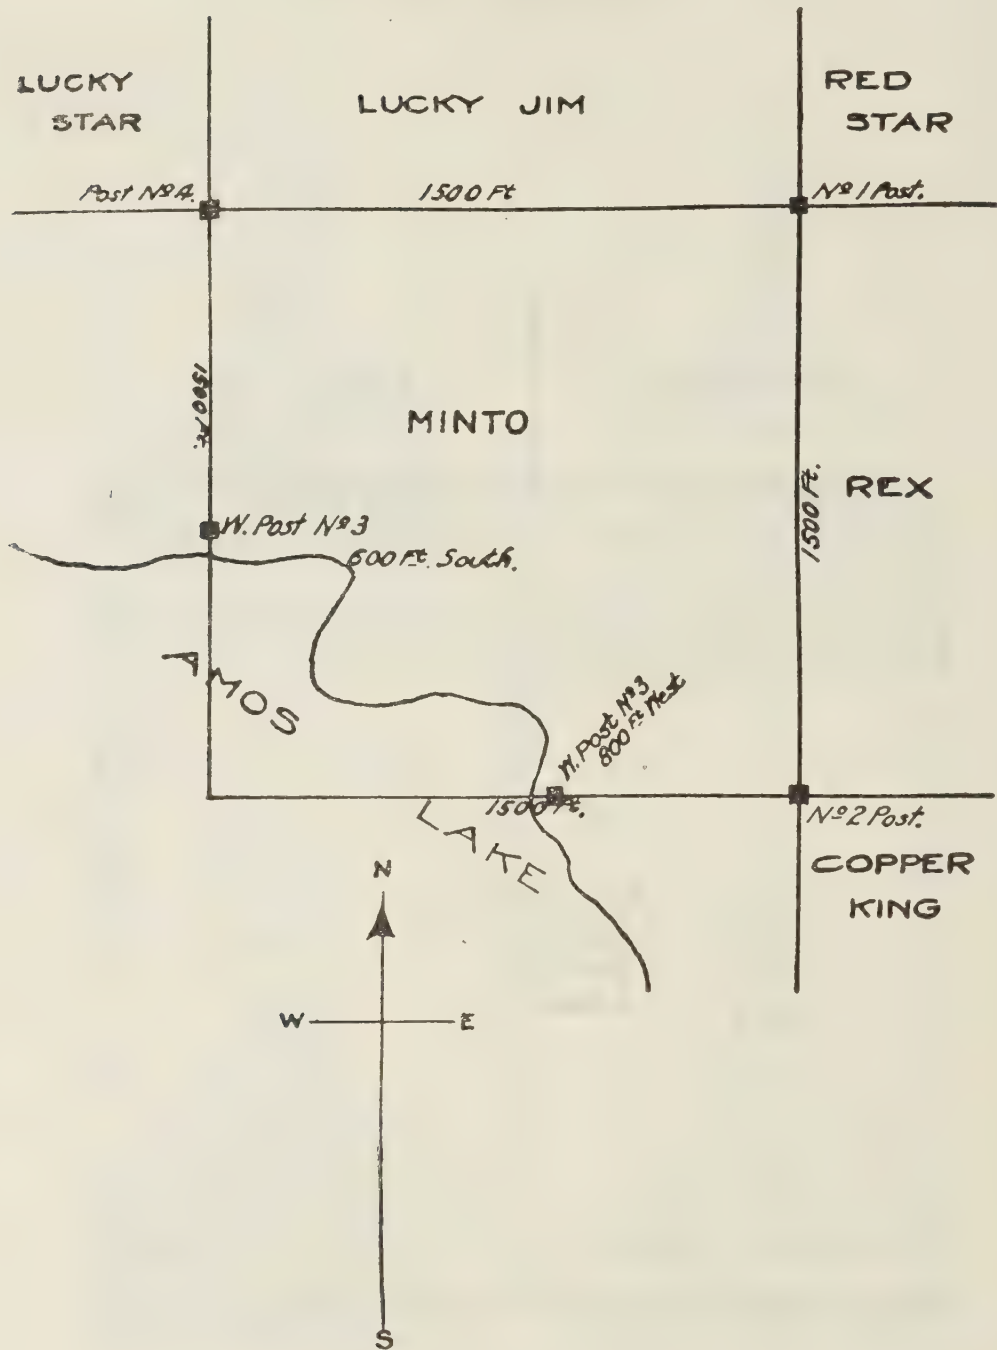 LUCKY
STAR
LUCKY JIM
RED
STAR
Post Nº 4.
1500 Ft
Nº 1 Post.
1500 Ft.
MINTO
REX
1500 Ft.
W. Post Nº 3
600 Ft. South.
AMOS
W. Post Nº 3
800 Ft West
1500 Ft.
Nº 2 Post.
LAKE
COPPER
KING
N
W
E
S